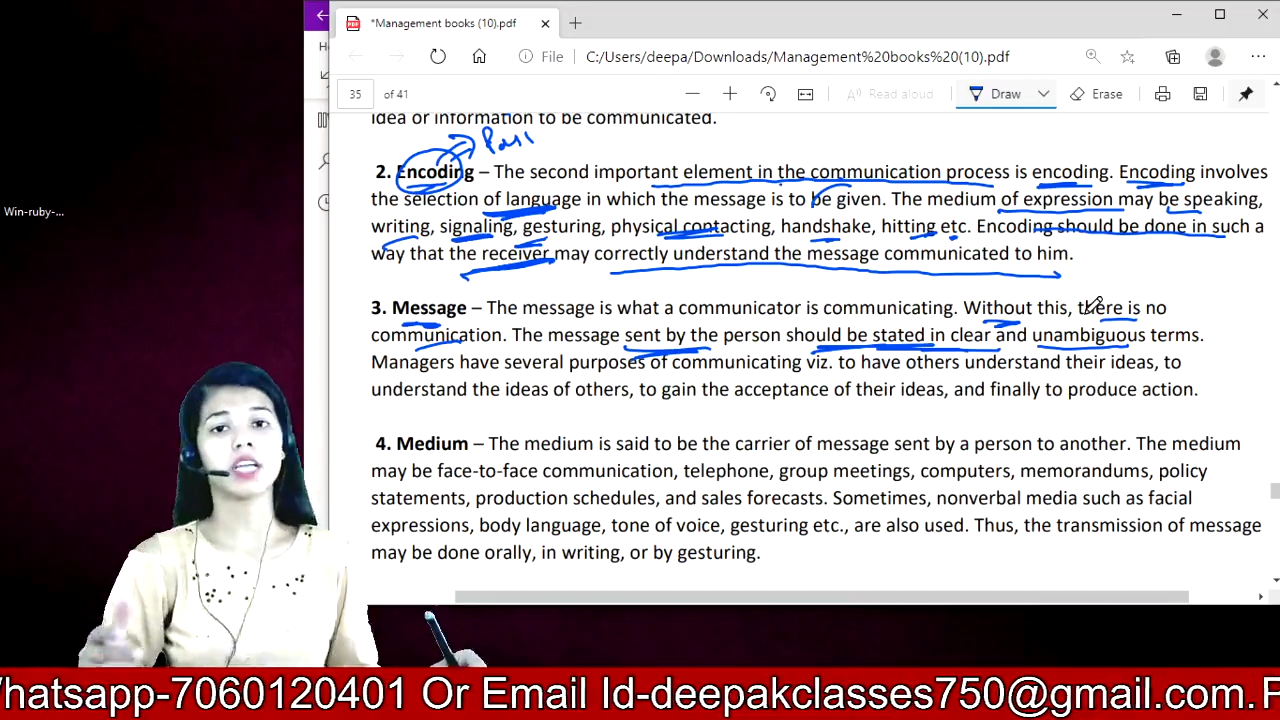 *Management books (10).pdf
File C:/Users/deepa/Downloads/Management%20books%20(10).pdf
35 of 41
Read aloud
Draw
Erase
idea or information to be communicated.
2. Encoding – The second important element in the communication process is encoding. Encoding involves
the selection of language in which the message is to be given. The medium of expression may be speaking,
writing, signaling, gesturing, physical contacting, handshake, hitting etc. Encoding should be done in such a
way that the receiver may correctly understand the message communicated to him.
3. Message – The message is what a communicator is communicating. Without this, there is no
communication. The message sent by the person should be stated in clear and unambiguous terms.
Managers have several purposes of communicating viz. to have others understand their ideas, to
understand the ideas of others, to gain the acceptance of their ideas, and finally to produce action.
4. Medium – The medium is said to be the carrier of message sent by a person to another. The medium
may be face-to-face communication, telephone, group meetings, computers, memorandums, policy
statements, production schedules, and sales forecasts. Sometimes, nonverbal media such as facial
expressions, body language, tone of voice, gesturing etc., are also used. Thus, the transmission of message
may be done orally, in writing, or by gesturing.
Win-ruby-...
Whatsapp-7060120401 Or Email Id-deepakclasses750@gmail.com. F